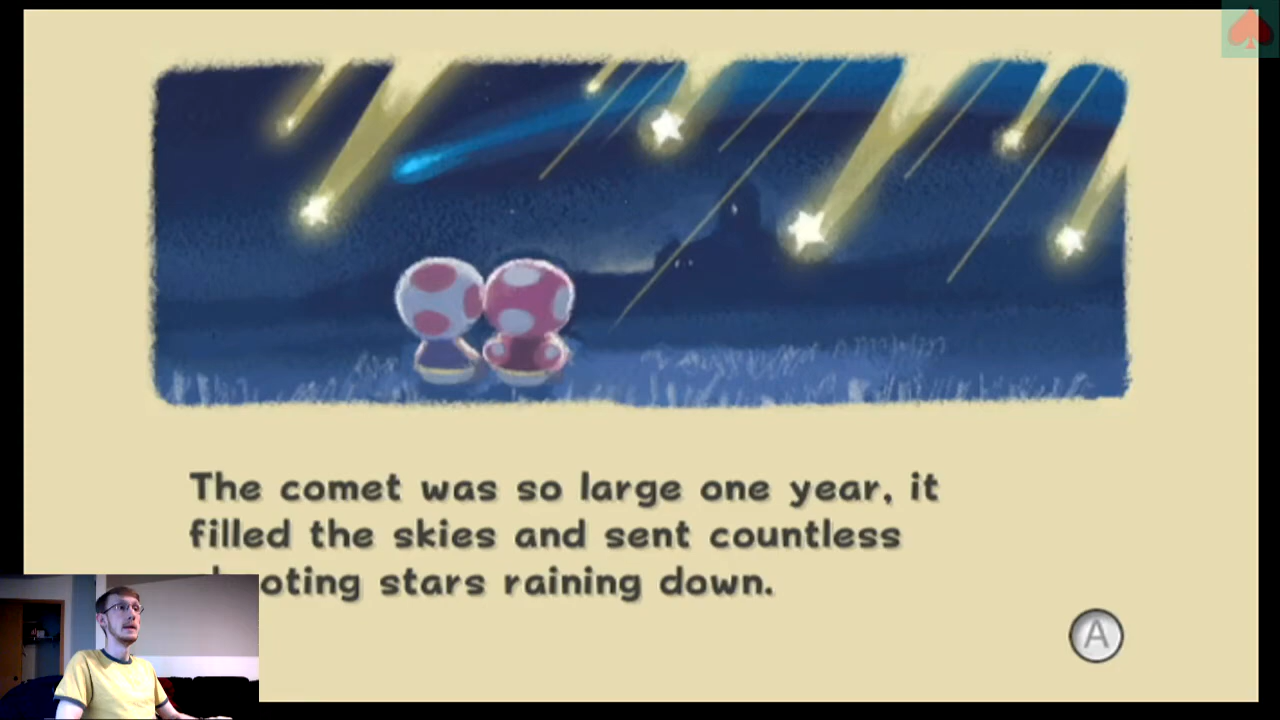 The comet was so large one year, it
filled the skies and sent countless
stars raining down.
A